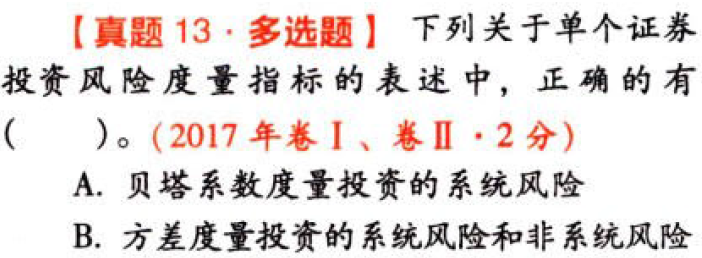 【真题 13·多选题】 下列关于单个证券
投资风险度量指标的表述中，正确的有
(　　)。(2017 年卷Ⅰ、卷Ⅱ·2 分)
A. 贝塔系数度量投资的系统风险
B. 方差度量投资的系统风险和非系统风险